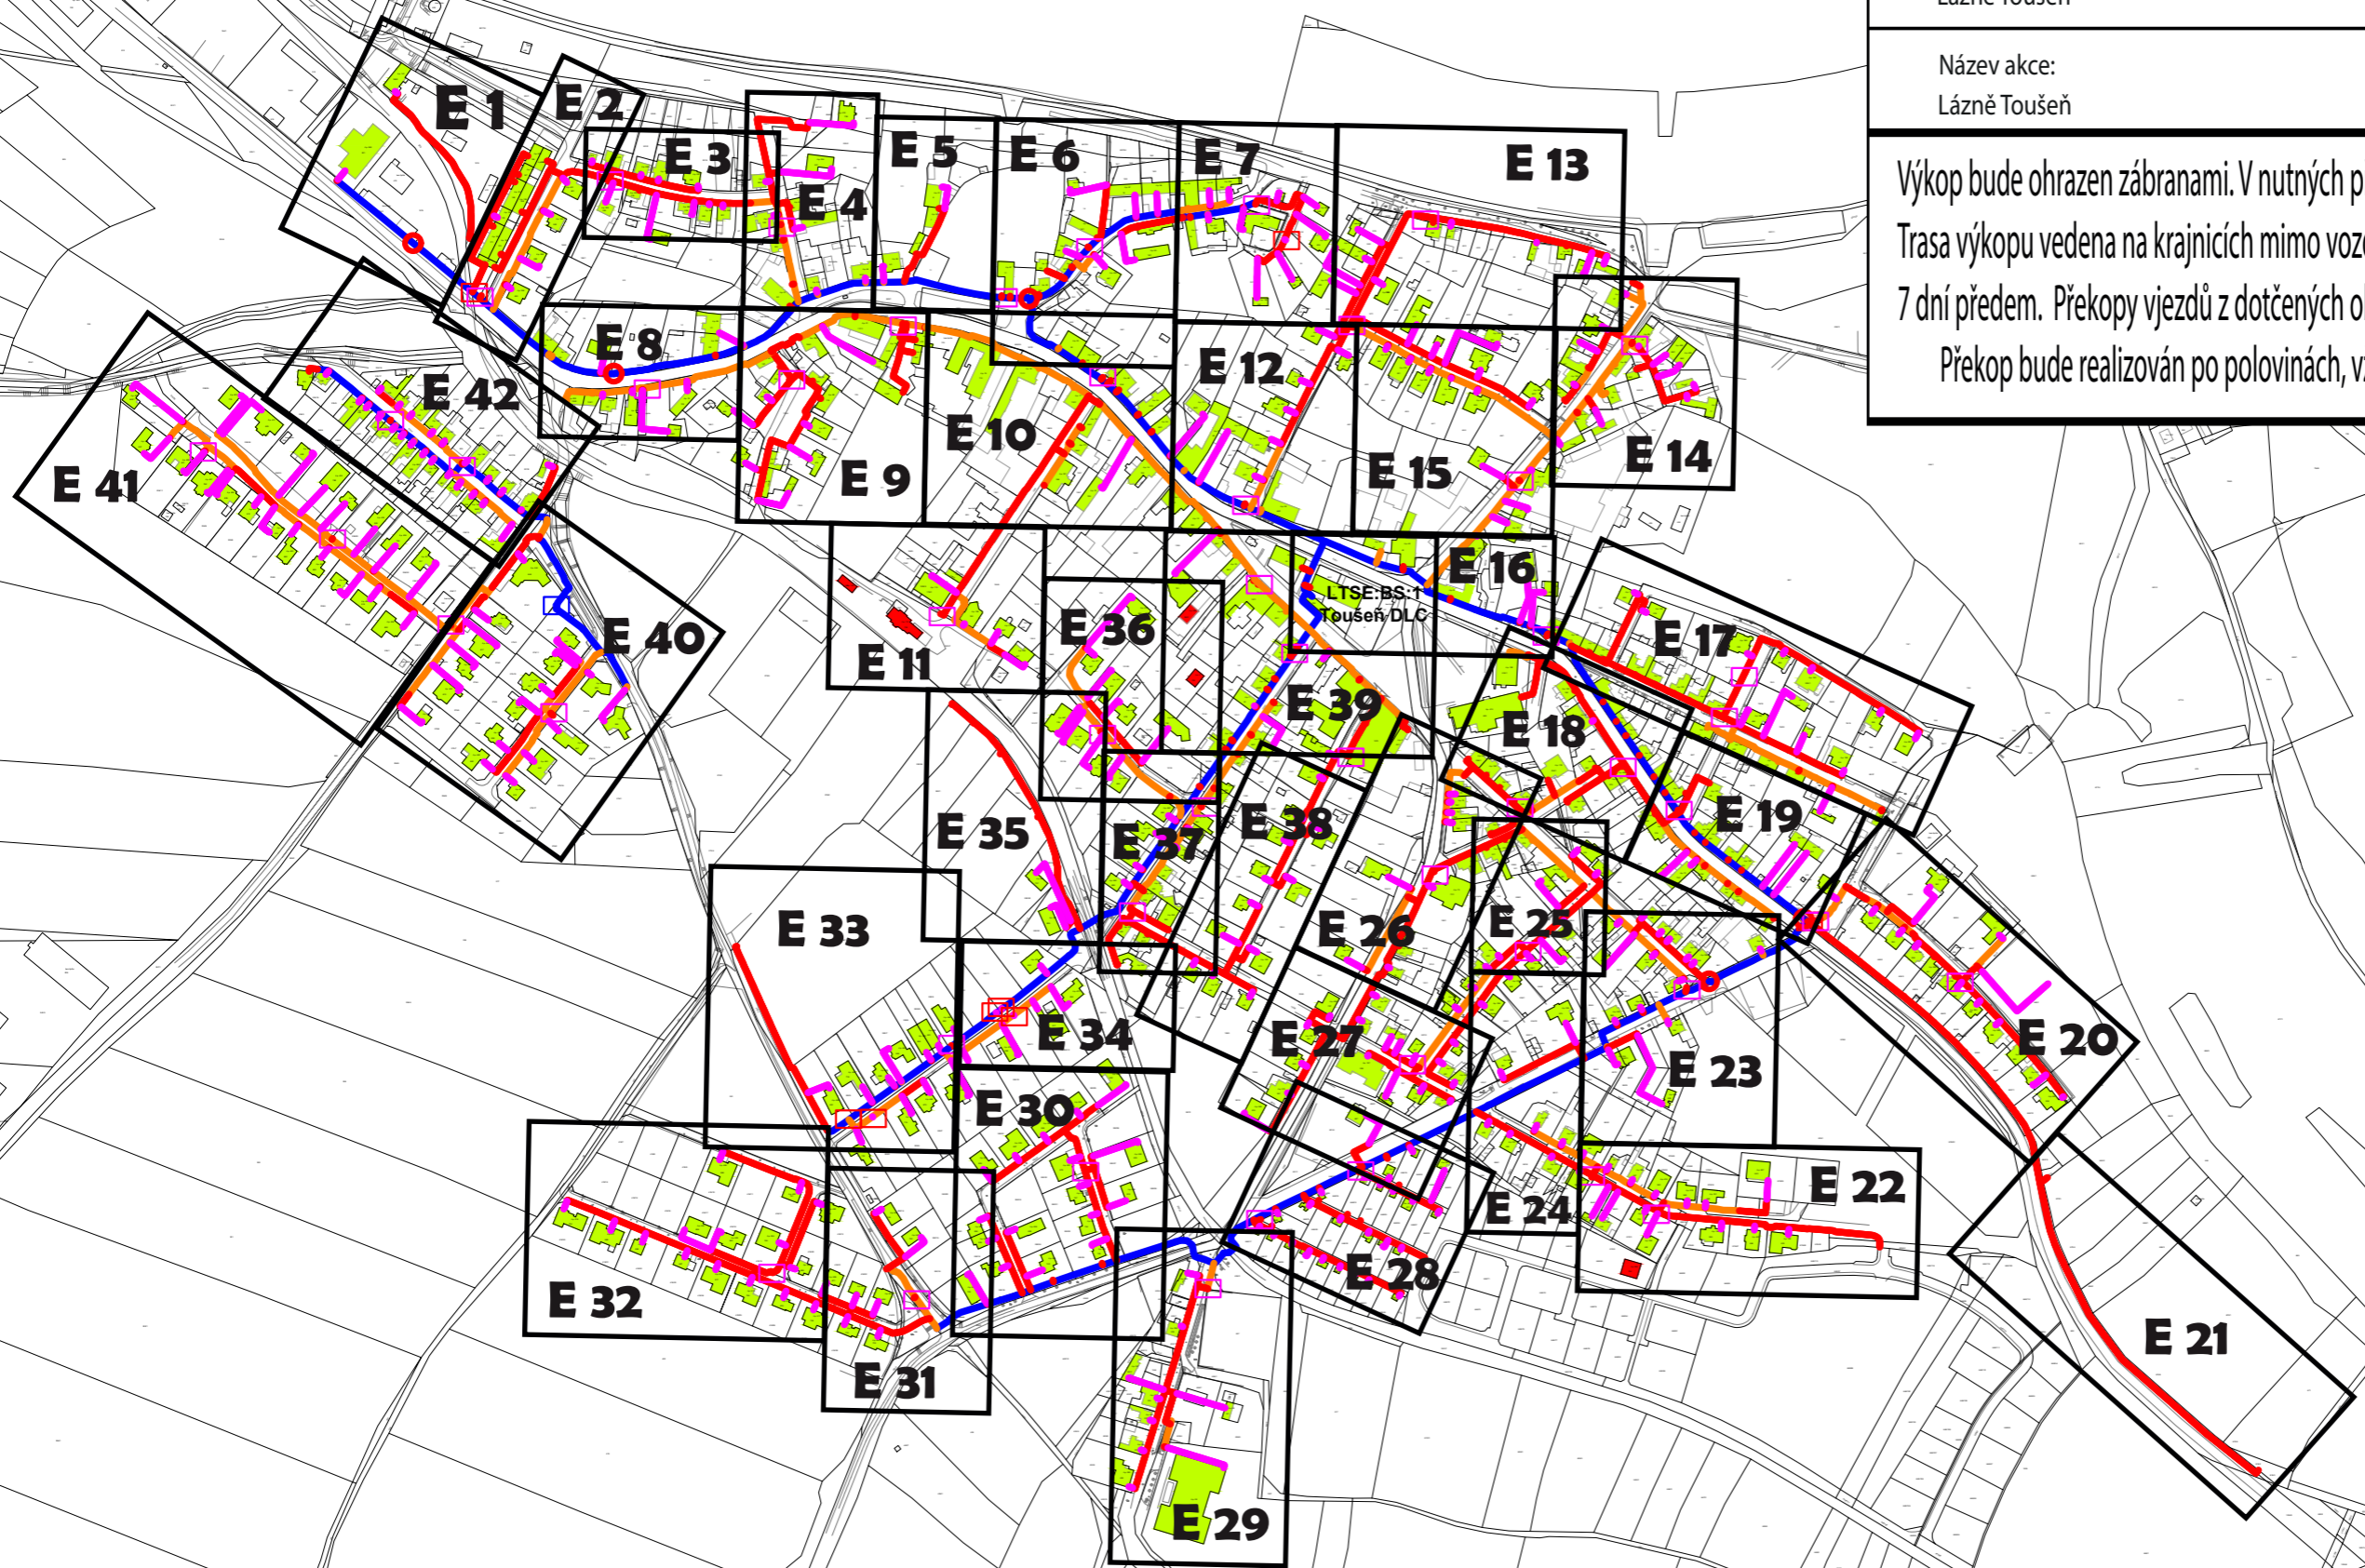 Lázně Toušeň
Název akce:
Lázně Toušeň
Výkop bude ohrazen zábranami. V nutných p
Trasa výkopu vedena na krajnicích mimo voz
7 dní předem. Překopy vjezdů z dotčených o
Překop bude realizován po polovinách, v
E 1
E 2
E 3
E 4
E 5
E 6
E 7
E 13
E 8
E 42
E 41
E 9
E 10
E 12
E 15
E 14
E 16
LTSE:BS:1
Toušeň DLC
E 40
E 11
E 36
E 39
E 17
E 18
E 35
E 37
E 38
E 19
E 33
E 26
E 25
E 34
E 27
E 23
E 20
E 30
E 32
E 31
E 28
E 24
E 22
E 21
E 29